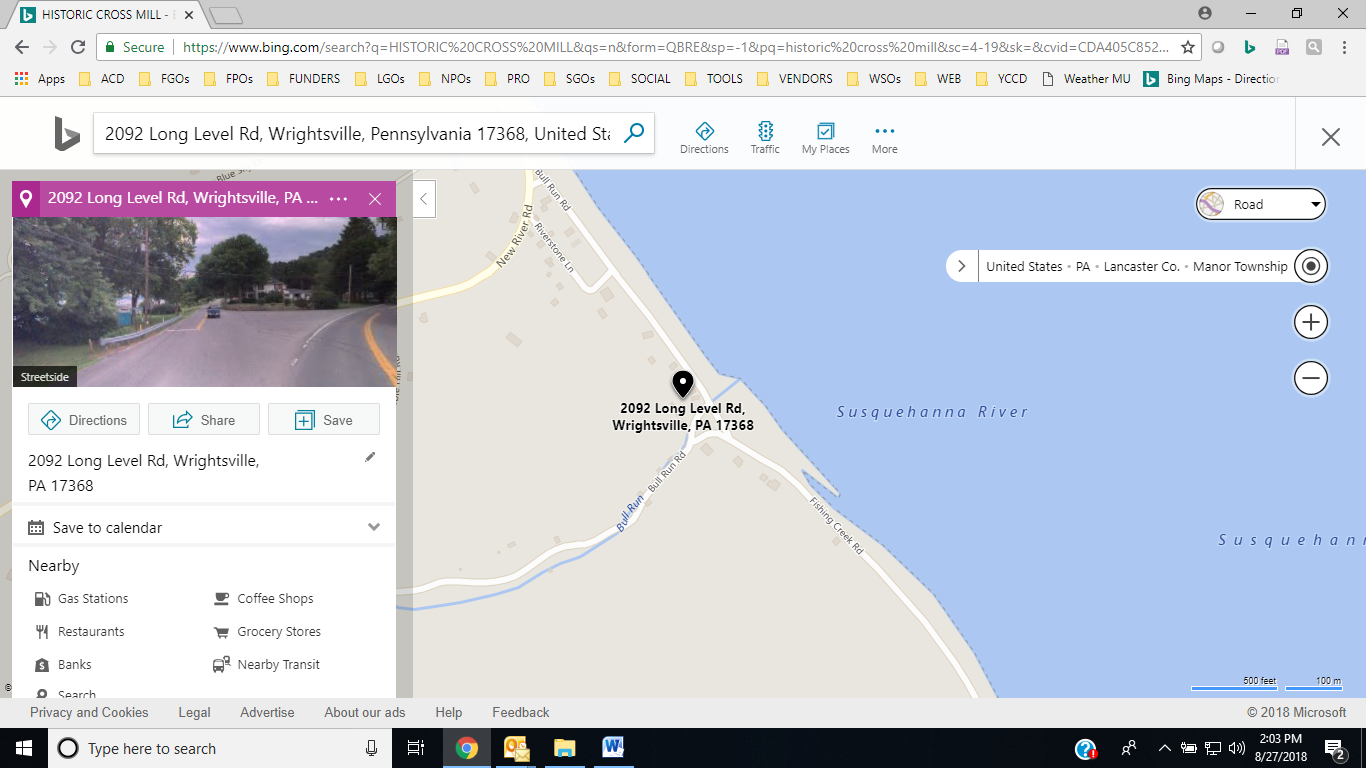 HISTORIC CROSS MILL - 
Secure
https://www.bing.com/search?q=HISTORIC%20CROSS%20MILL&qs=n&form=QBRE&sp=-1&pq=historic%20cross%20mill&sc=4-19&sk=&cvid=CDA405C852...
Apps ACD FGOs FPOs FUNDERS LGOs NPOs PRO SGOs SOCIAL TOOLS VENDORS WSOs WEB YCCD Weather MU Bing Maps - Direction
2092 Long Level Rd, Wrightsville, Pennsylvania 17368, United Sta
Directions Traffic My Places More
2092 Long Level Rd, Wrightsville, PA ...
Streetside
Directions Share Save
2092 Long Level Rd, Wrightsville,
PA 17368
Save to calendar
Nearby
Gas Stations Coffee Shops
Restaurants Grocery Stores
Banks Nearby Transit
Search
Bull Run Rd
New River Rd
Riverstone Ln
2092 Long Level Rd,
Wrightsville, PA 17368
Bull Run Rd
Bull Run
Fishing Creek Rd
Susquehanna River
Susquehann
Road
United States • PA • Lancaster Co. • Manor Township
500 feet 100 m
Privacy and Cookies Legal Advertise About our ads Help Feedback © 2018 Microsoft
Type here to search
2:03 PM
8/27/2018
2